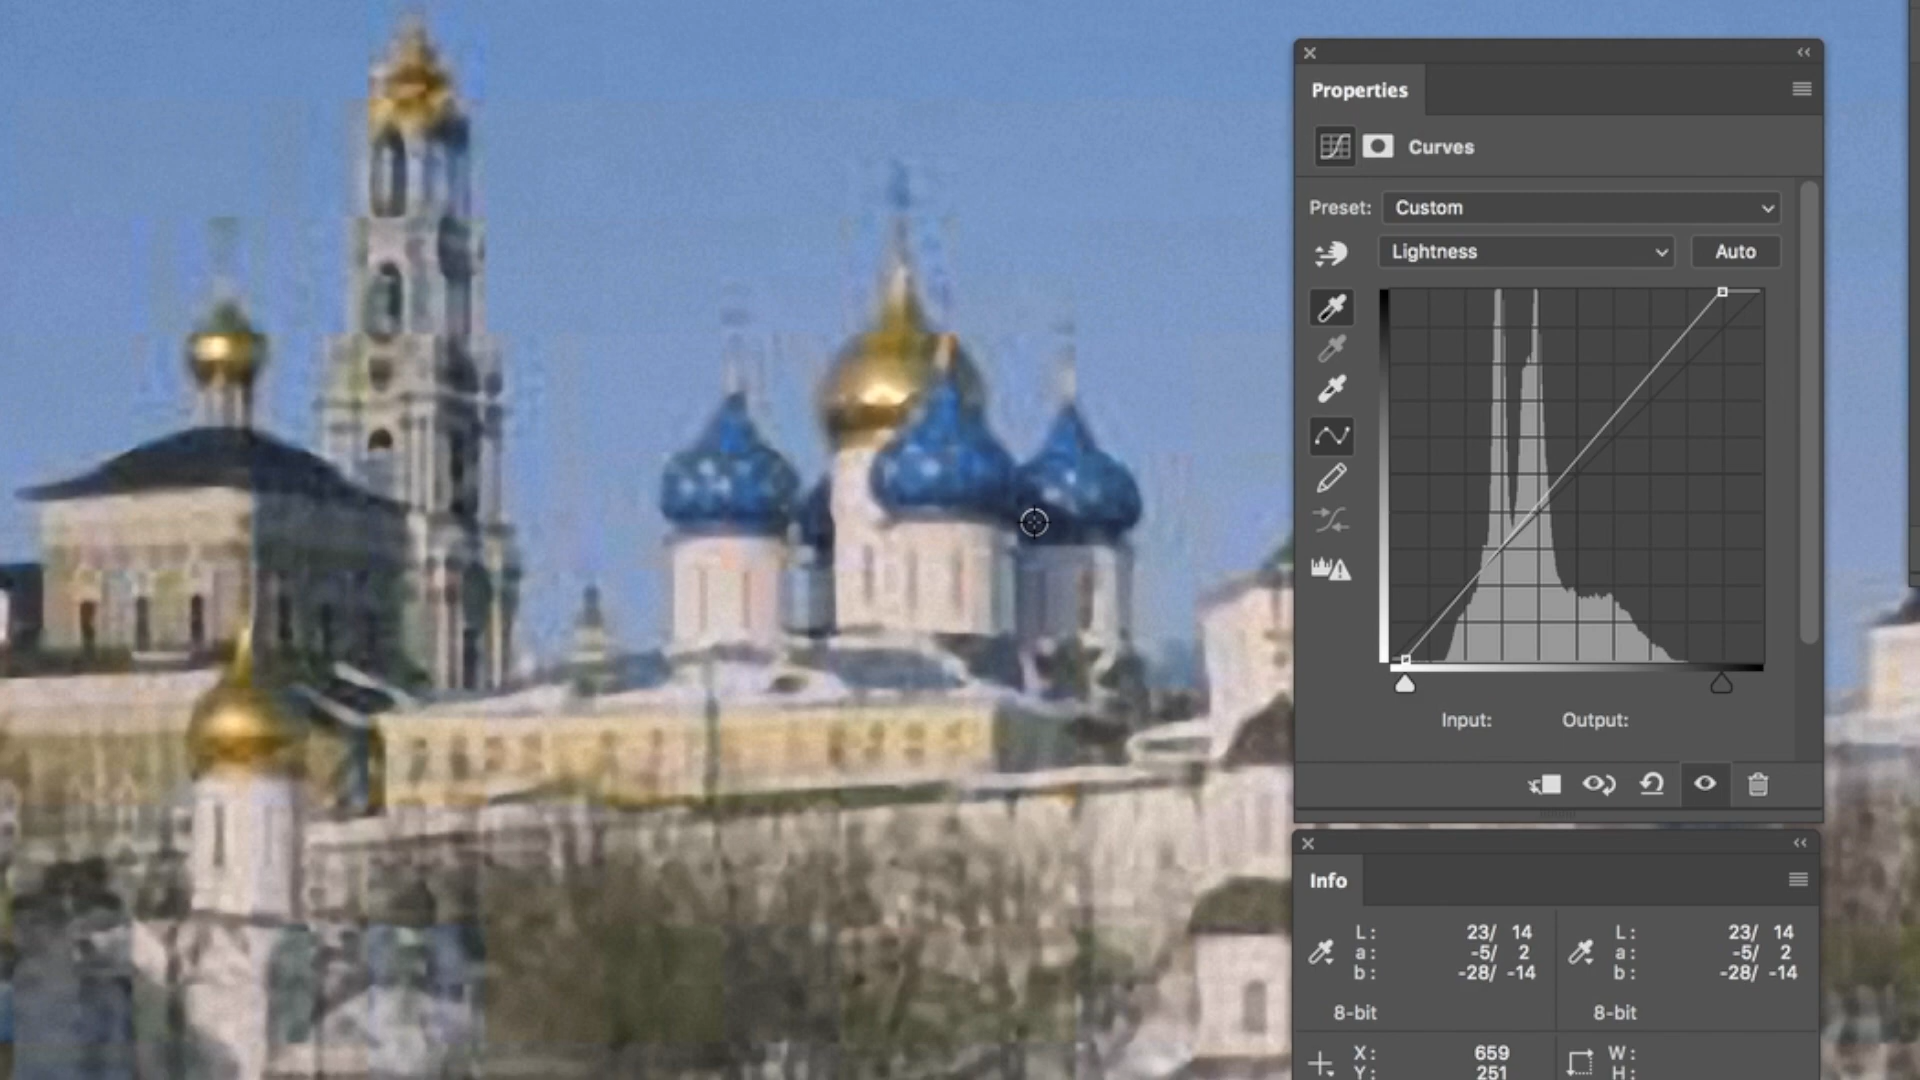 Properties
Curves
Preset: Custom
Lightness Auto
Input: Output:
Info
L: 23/ 14 L: 23/ 14
a: -5/ 2 a: -5/ 2
b: -28/ -14 b: -28/ -14
8-bit 8-bit
X: 659 W:
Y: 251 H: